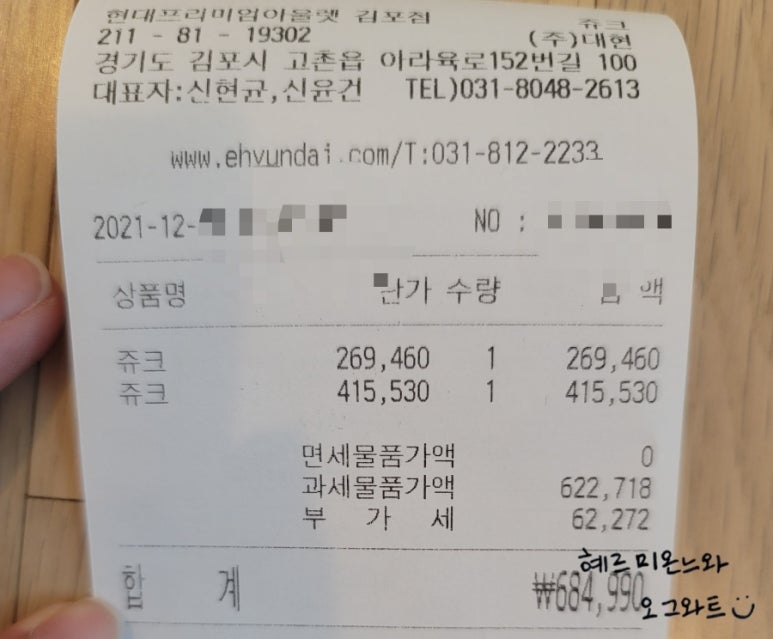 현대프리미엄아울렛 김포점 쥬크
211 - 81 - 19302 (주)대현
경기도 김포시 고촌읍 아라육로152번길 100
대표자:신현균,신윤건 TEL)031-8048-2613
www.ehyundai.com/T:031-812-2233
2021-12- NO :
상품명 단가 수량 금 액
쥬크 269,460 1 269,460
쥬크 415,530 1 415,530
면세물품가액 0
과세물품가액 622,718
부 가 세 62,272
합 계 ₩684,990
혜르미온느와
오그와트